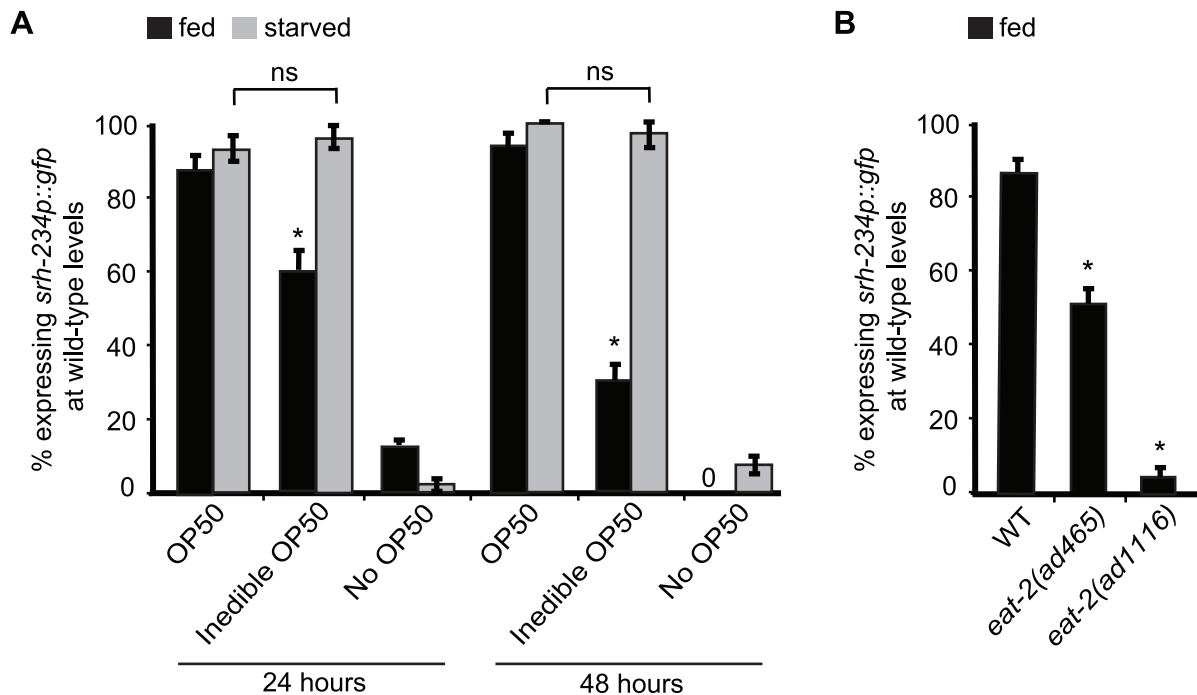 A
fed starved
ns
ns
% expressing srh-234p::gfp
at wild-type levels
100
80
60
40
20
0
*
*
0
OP50
Inedible OP50
No OP50
OP50
Inedible OP50
No OP50
24 hours
48 hours
B
fed
% expressing srh-234p::gfp
at wild-type levels
100
80
60
40
20
0
*
*
WT
eat-2(ad465)
eat-2(ad1116)